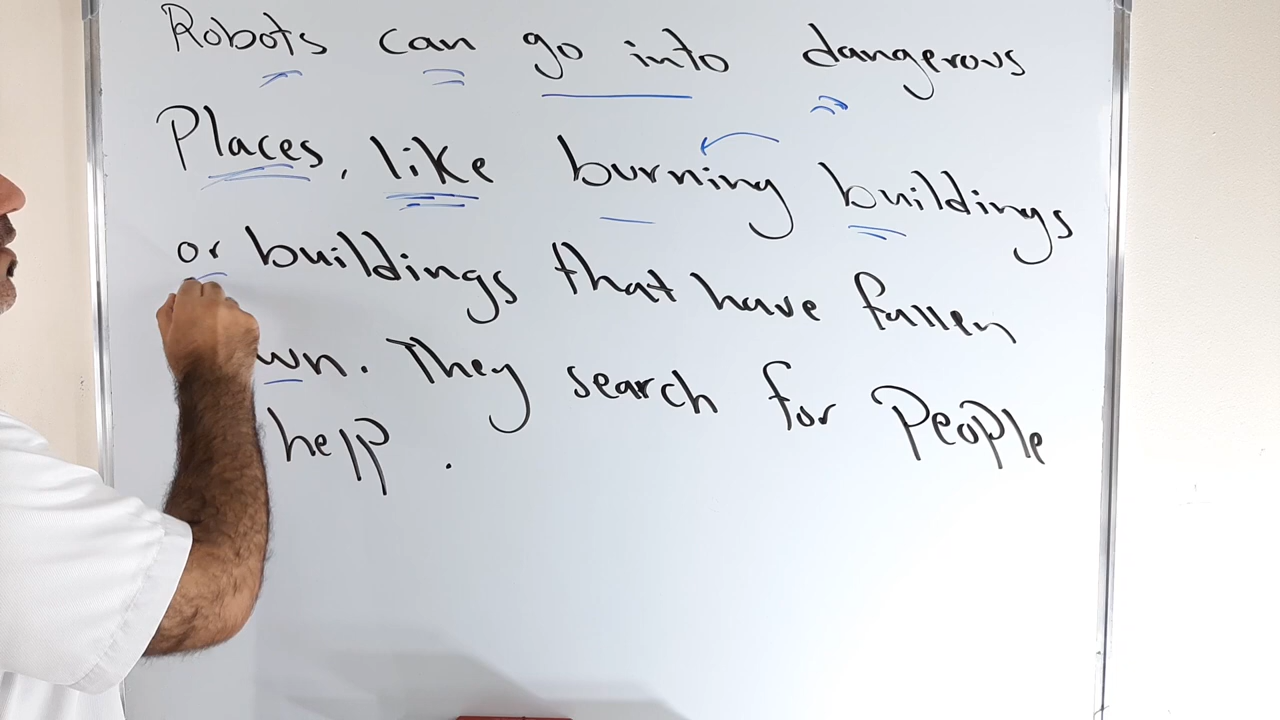 Robots can go into dangerous
Places, like burning buildings
or buildings that have fallen
wn. They search for People
help.